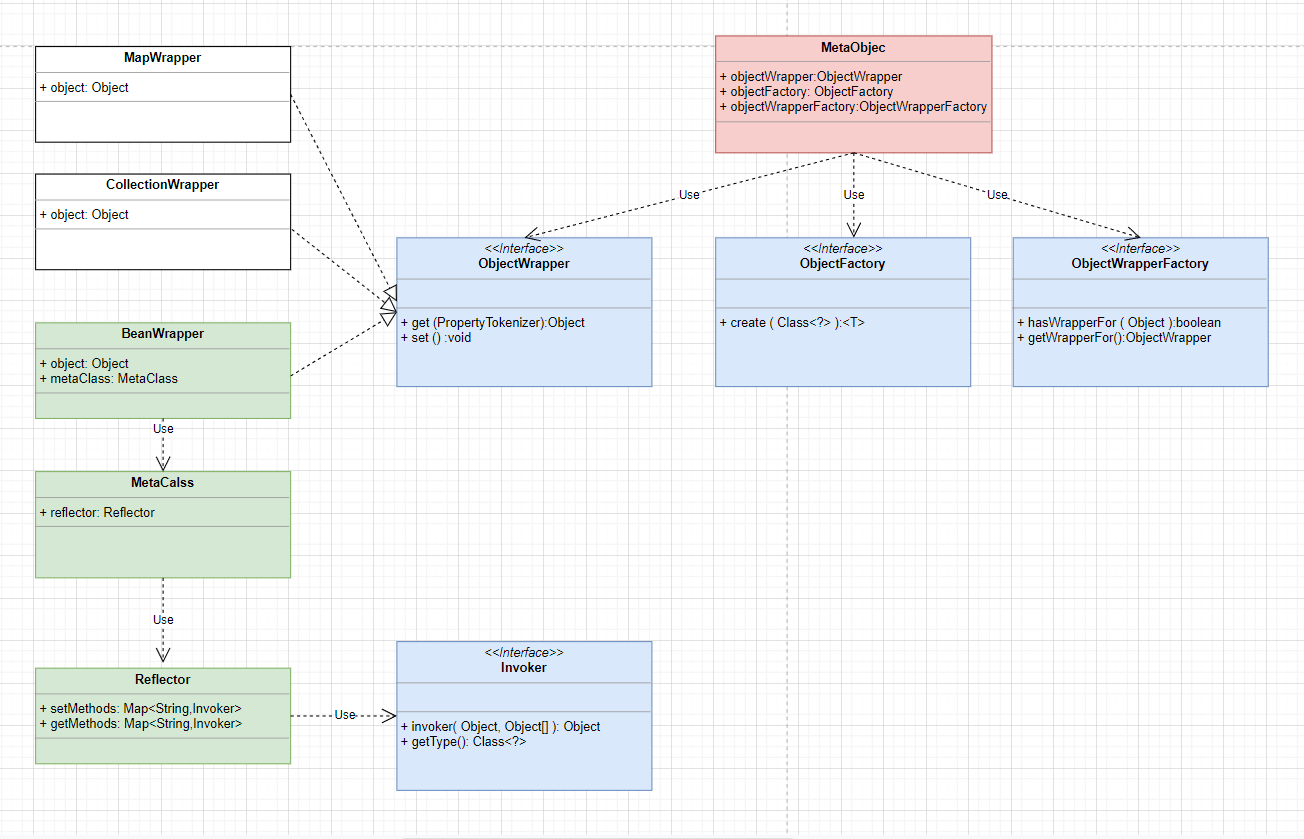 MapWrapper
+ object: Object
CollectionWrapper
+ object: Object
BeanWrapper
+ object: Object
+ metaClass: MetaClass
Use
MetaCalss
+ reflector: Reflector
Use
Reflector
+ setMethods: Map<String,Invoker>
+ getMethods: Map<String,Invoker>
Use
<<Interface>>
Invoker
+ invoker( Object, Object[] ): Object
+ getType(): Class<?>
MetaObjec
+ objectWrapper:ObjectWrapper
+ objectFactory: ObjectFactory
+ objectWrapperFactory:ObjectWrapperFactory
Use
Use
Use
<<Interface>>
ObjectWrapper
+ get (PropertyTokenizer):Object
+ set () :void
<<Interface>>
ObjectFactory
+ create ( Class<?> ):<T>
<<Interface>>
ObjectWrapperFactory
+ hasWrapperFor ( Object ):boolean
+ getWrapperFor():ObjectWrapper